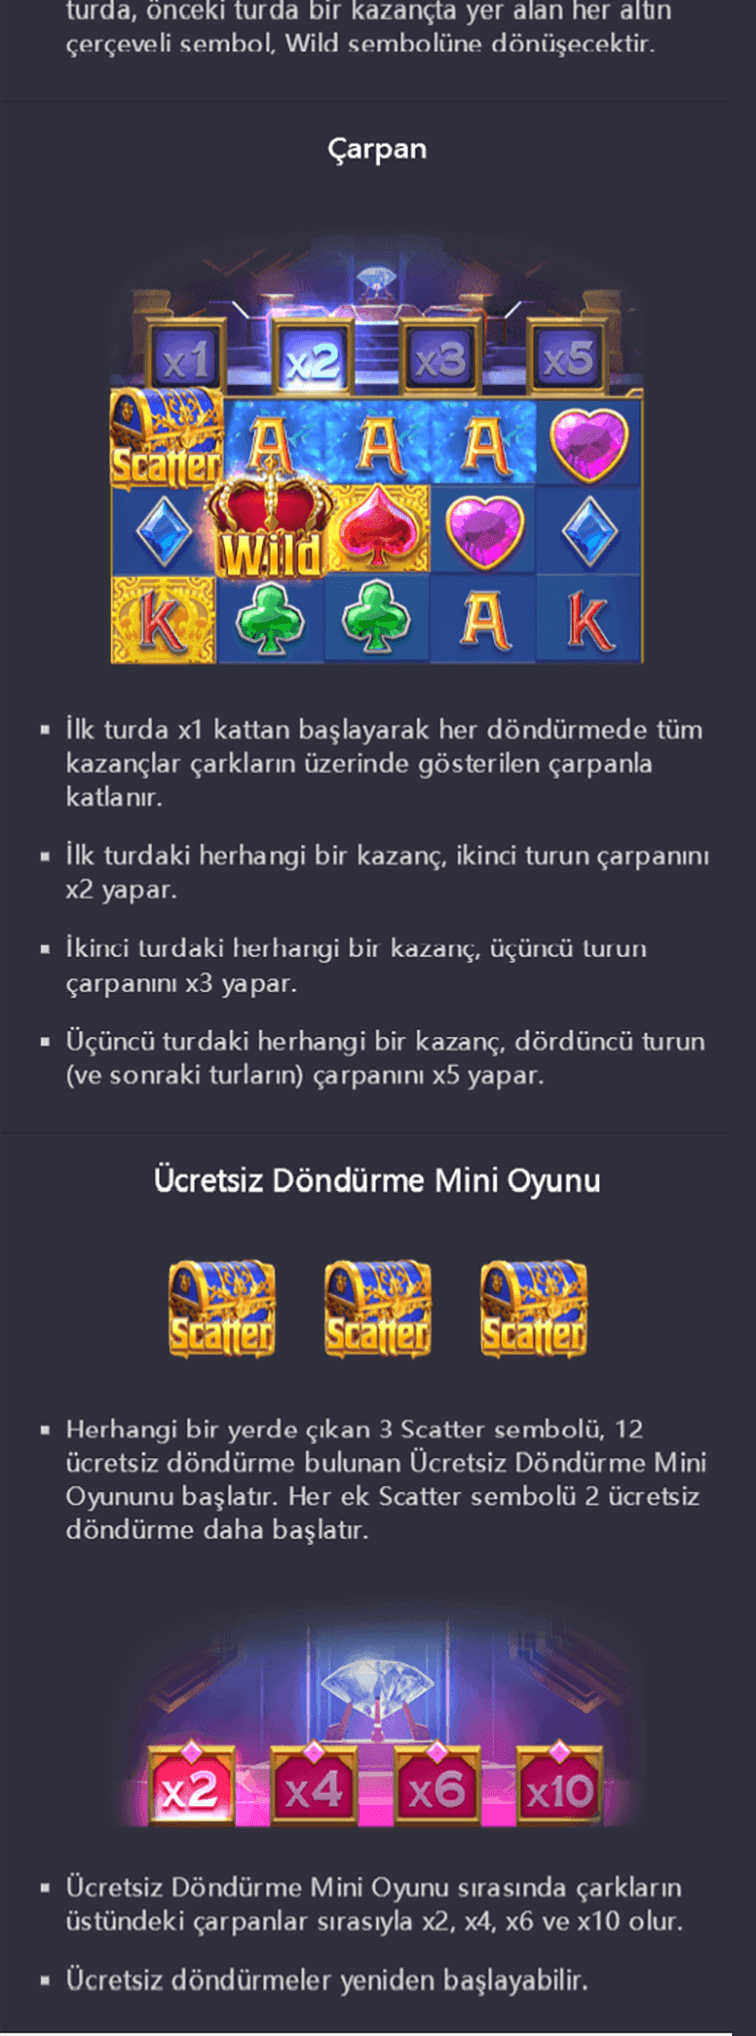 turda, önceki turda bir kazançta yer alan her altın
çerçeveli sembol, Wild sembolüne dönüşecektir.
Çarpan
x1 x2 x3 x5
Scatter A A A
Wild
K A K
▪ İlk turda x1 kattan başlayarak her döndürmede tüm
kazançlar çarkların üzerinde gösterilen çarpanla
katlanır.
▪ İlk turdaki herhangi bir kazanç, ikinci turun çarpanını
x2 yapar.
▪ İkinci turdaki herhangi bir kazanç, üçüncü turun
çarpanını x3 yapar.
▪ Üçüncü turdaki herhangi bir kazanç, dördüncü turun
(ve sonraki turların) çarpanını x5 yapar.
Ücretsiz Döndürme Mini Oyunu
Scatter Scatter Scatter
▪ Herhangi bir yerde çıkan 3 Scatter sembolü, 12
ücretsiz döndürme bulunan Ücretsiz Döndürme Mini
Oyununu başlatır. Her ek Scatter sembolü 2 ücretsiz
döndürme daha başlatır.
x2 x4 x6 x10
▪ Ücretsiz Döndürme Mini Oyunu sırasında çarkların
üstündeki çarpanlar sırasıyla x2, x4, x6 ve x10 olur.
▪ Ücretsiz döndürmeler yeniden başlayabilir.